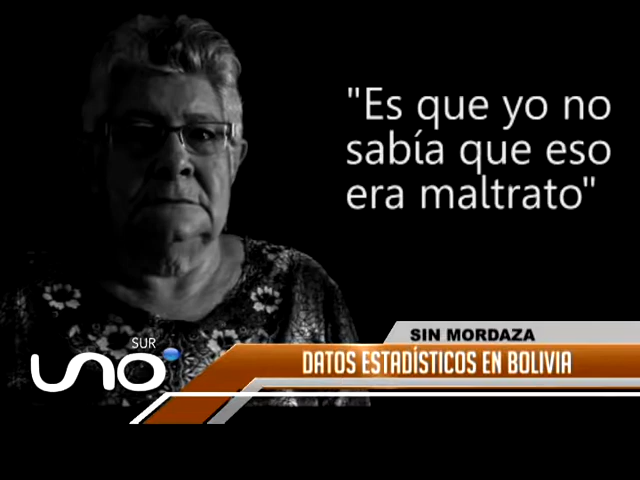 "Es que yo no
sabía que eso
era maltrato"
SIN MORDAZA
SUR
uno
DATOS ESTADÍSTICOS EN BOLIVIA